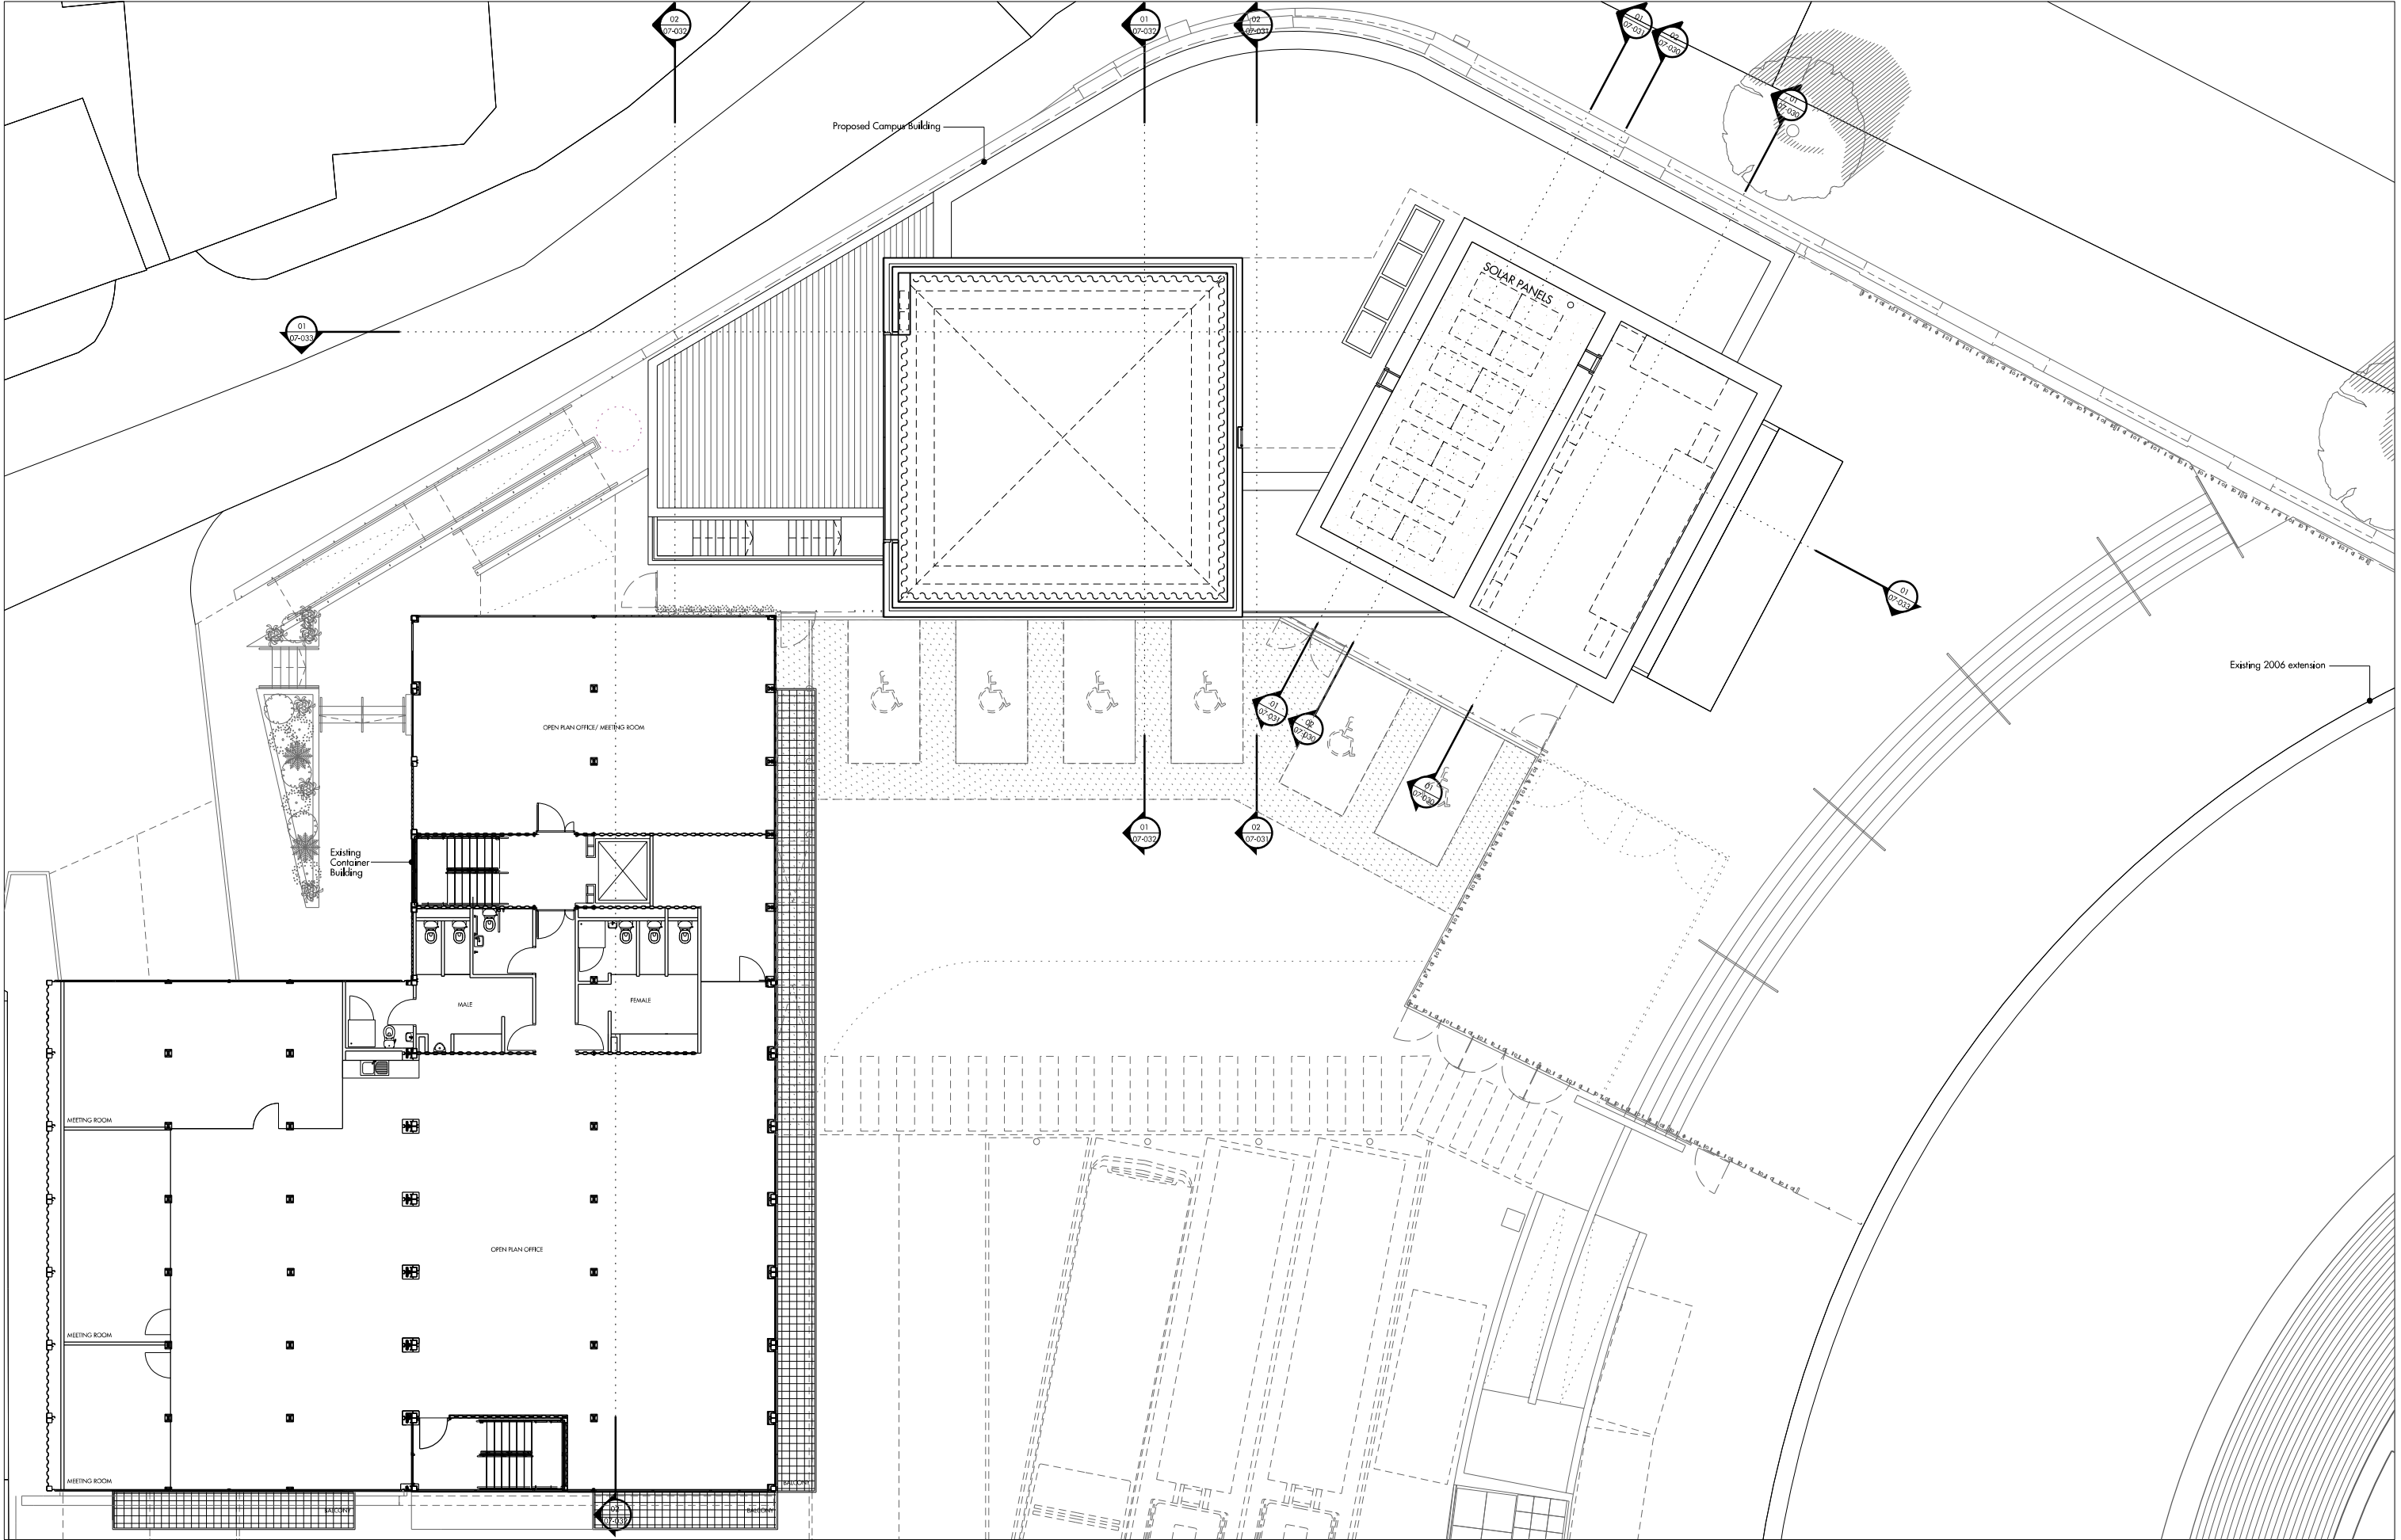 02
07-032
01
07-032
02
07-031
01
07-031
02
07-030
01
07-030
Proposed Campus Building
SOLAR PANELS
01
07-033
01
07-033
Existing 2006 extension
OPEN PLAN OFFICE/ MEETING ROOM
01
07-031
02
07-030
01
07-030
01
07-032
02
07-031
Existing
Container
Building
MALE
FEMALE
MEETING ROOM
OPEN PLAN OFFICE
MEETING ROOM
MEETING ROOM
BALCONY
BALCONY
BALCONY
02
07-032